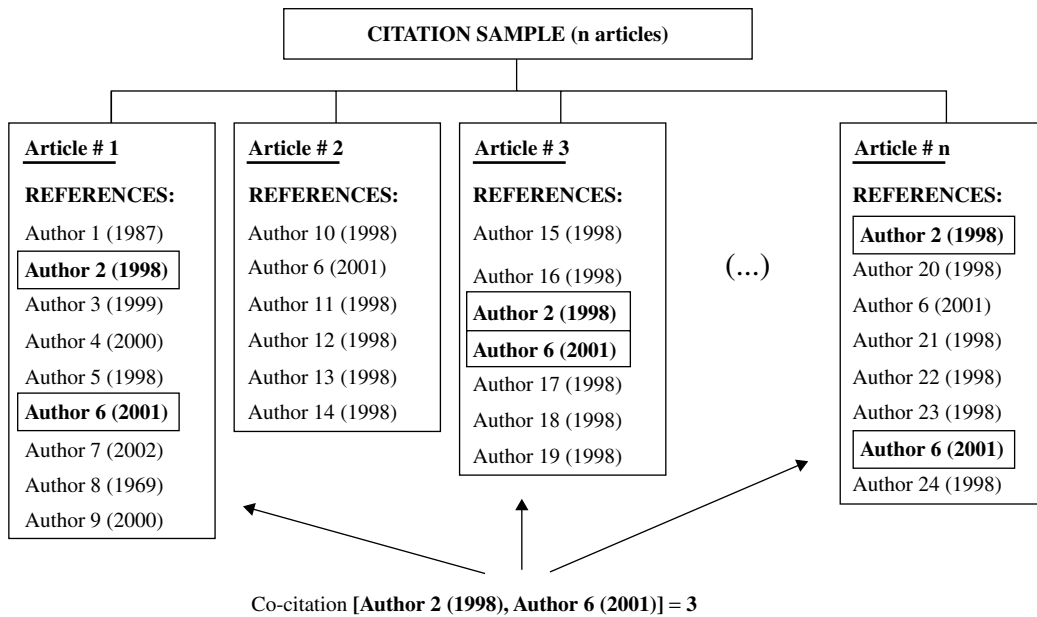 CITATION SAMPLE (n articles)
Article # 1
REFERENCES:
Author 1 (1987)
Author 2 (1998)
Author 3 (1999)
Author 4 (2000)
Author 5 (1998)
Author 6 (2001)
Author 7 (2002)
Author 8 (1969)
Author 9 (2000)
Article # 2
REFERENCES:
Author 10 (1998)
Author 6 (2001)
Author 11 (1998)
Author 12 (1998)
Author 13 (1998)
Author 14 (1998)
Article # 3
REFERENCES:
Author 15 (1998)
Author 16 (1998)
Author 2 (1998)
Author 6 (2001)
Author 17 (1998)
Author 18 (1998)
Author 19 (1998)
(...)
Article # n
REFERENCES:
Author 2 (1998)
Author 20 (1998)
Author 6 (2001)
Author 21 (1998)
Author 22 (1998)
Author 23 (1998)
Author 6 (2001)
Author 24 (1998)
Co-citation [Author 2 (1998), Author 6 (2001)] = 3